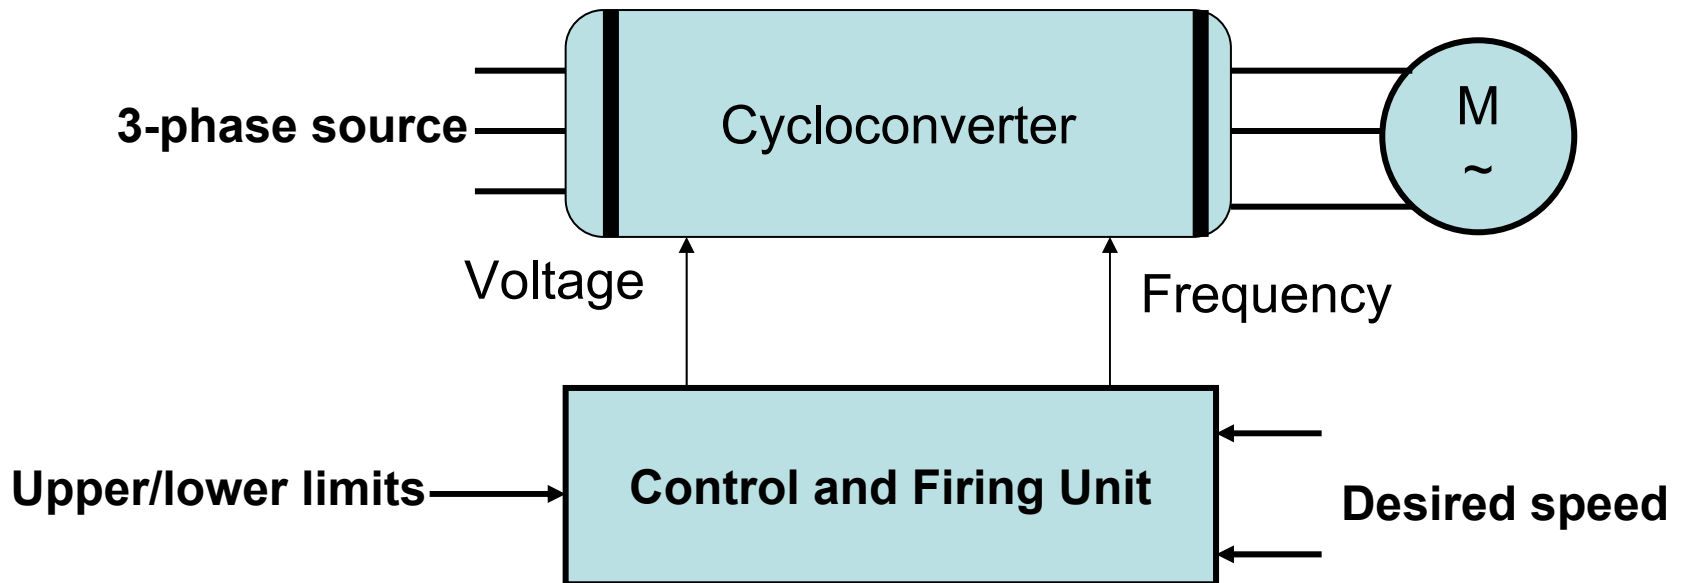 3-phase source
Cycloconverter
M
~
Voltage
Frequency
Upper/lower limits
Control and Firing Unit
Desired speed